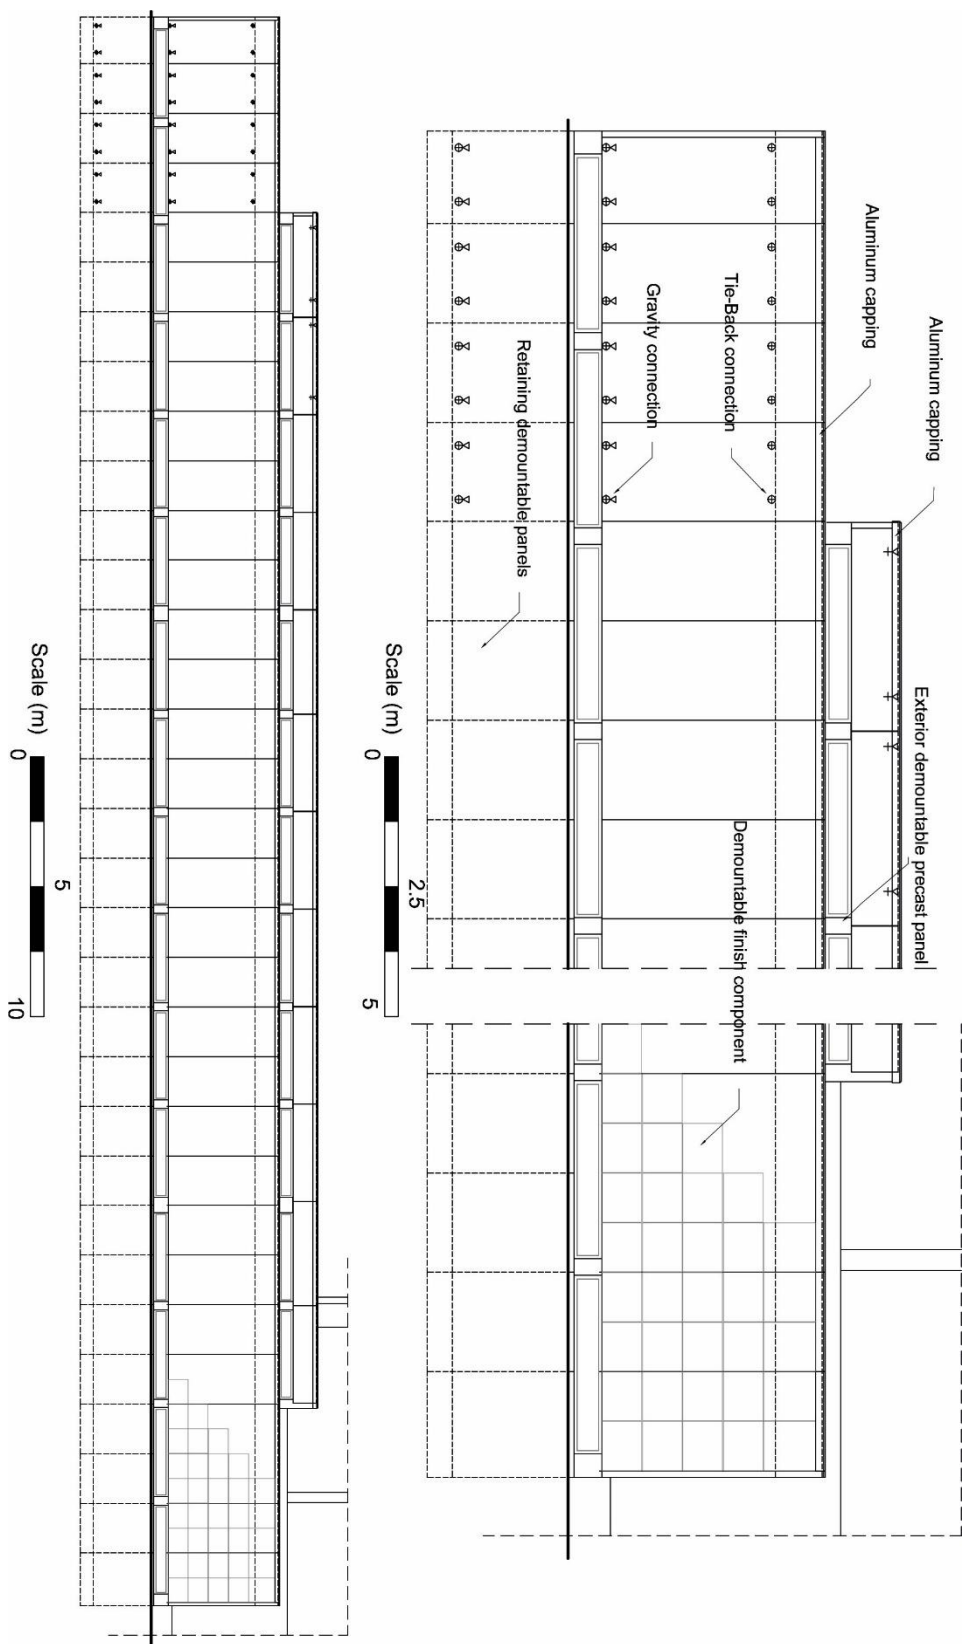 Aluminum capping
Aluminum capping
Tie-Back connection
Gravity connection
Retaining demountable panels
Exterior demountable precast panel
Demountable finish component
Scale (m)
0
2.5
5
Scale (m)
0
5
10